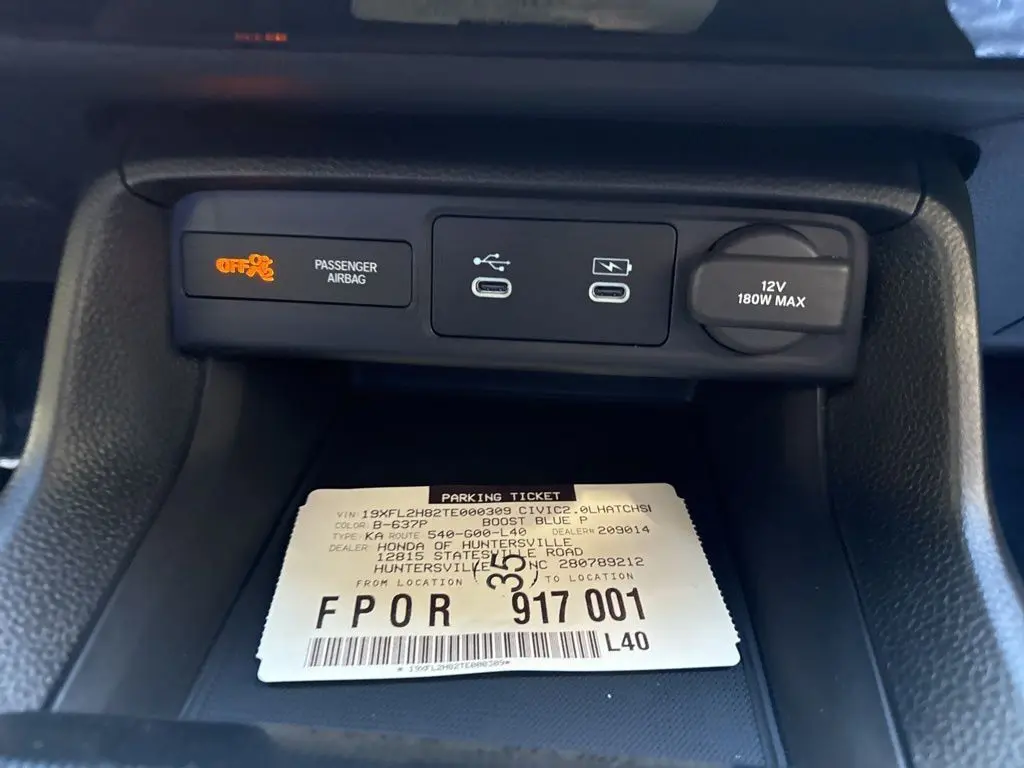 OFF
PASSENGER
AIRBAG
12V
180W MAX
PARKING TICKET
VIN: 19XFL2H82TE000309 CIVIC2.0LHATCHS
COLOR: B-637P BOOST BLUE P
TYPE: KA ROUTE 540-G00-L40 DEALER# 209014
DEALER: HONDA OF HUNTERSVILLE
12815 STATESVILLE ROAD
HUNTERSVILLE NC 280789212
FROM LOCATION (35) TO LOCATION
FPOR 917 001
L40
*19XFL2H82TE000309*